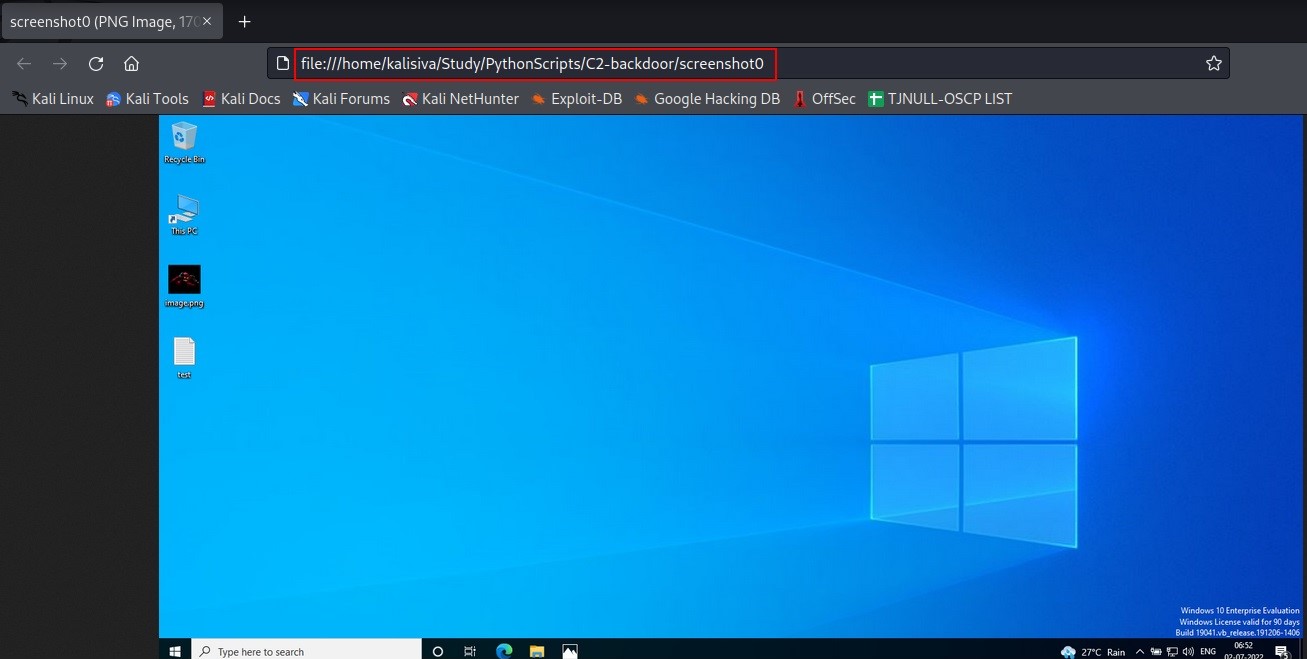 screenshot0 (PNG Image, 170
file:///home/kalisiva/Study/PythonScripts/C2-backdoor/screenshot0
Kali Linux Kali Tools Kali Docs Kali Forums Kali NetHunter Exploit-DB Google Hacking DB OffSec TJNULL-OSCP LIST
Recycle Bin
This PC
image.png
test
Windows 10 Enterprise Evaluation
Windows License valid for 90 days
Build 19041.vb_release.191206-1406
Type here to search
27°C Rain
ENG
06:52
02-07-2022
5